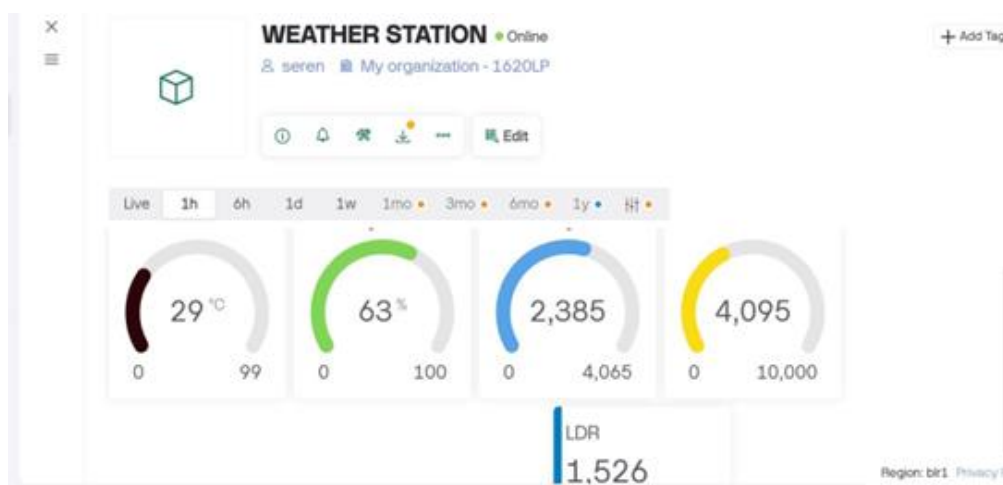 WEATHER STATION • Online
+ Add Tag
seren My organization - 1620LP
Edit
Live 1h 6h 1d 1w 1mo 3mo 6mo 1y
29 °C
0 99
63 %
0 100
2,385
0 4,065
4,095
0 10,000
LDR
1,526
Region: blr1 Privacy